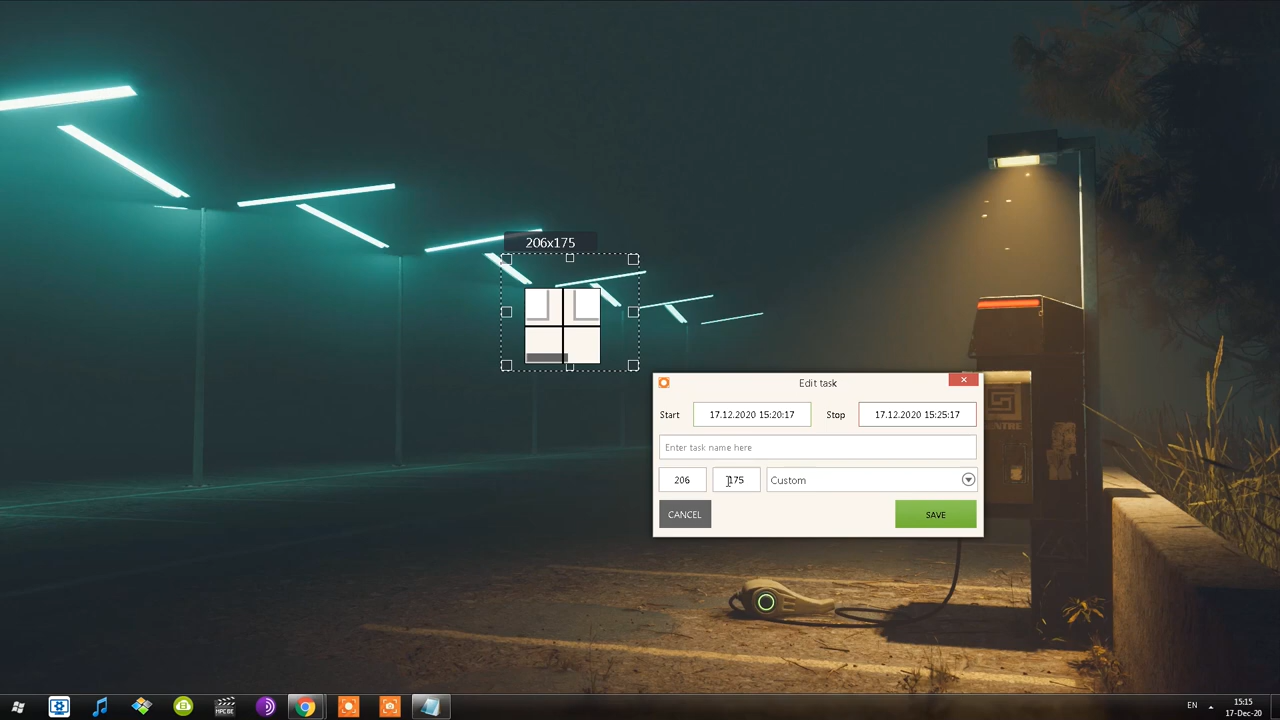 206x175
Edit task
Start 17.12.2020 15:20:17 Stop 17.12.2020 15:25:17
Enter task name here
206 175 Custom
CANCEL SAVE
EN 15:15
17-Dec-20